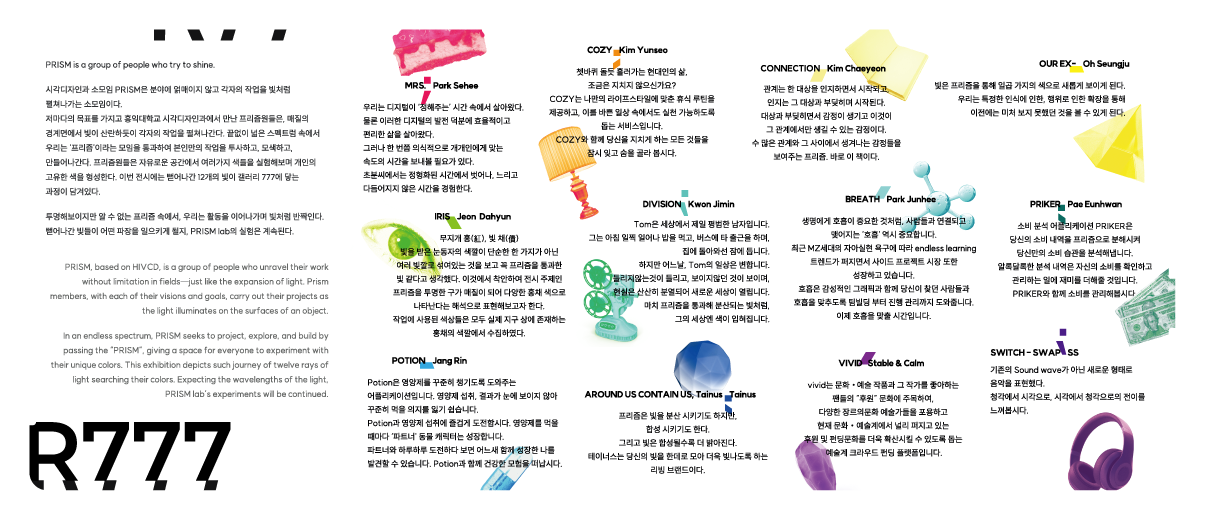 PRISM is a group of people who try to shine.
시각디자인과 소모임 PRISM은 분야에 얽매이지 않고 각자의 작업을 빛처럼
펼쳐나가는 소모임이다.
저마다의 목표를 가지고 홍익대학교 시각디자인과에서 만난 프리즘원들은, 매질의
경계면에서 빛이 산란하듯이 각자의 작업을 펼쳐나간다. 끝없이 넓은 스펙트럼 속에서
우리는 '프리즘'이라는 모임을 통과하여 본인만의 작업을 투사하고, 모색하고,
만들어나간다. 프리즘원들은 자유로운 공간에서 여러가지 색들을 실험해보며 개인의
고유한 색을 형성한다. 이번 전시에는 뻗어나간 12개의 빛이 갤러리 777에 닿는
과정이 담겨있다.
투명해보이지만 알 수 없는 프리즘 속에서, 우리는 활동을 이어나가며 빛처럼 반짝인다.
뻗어나간 빛들이 어떤 파장을 일으키게 될지, PRISM lab의 실험은 계속된다.
PRISM, based on HIVCD, is a group of people who unravel their work
without limitation in fields—just like the expansion of light. Prism
members, with each of their visions and goals, carry out their projects as
the light illuminates on the surfaces of an object.
In an endless spectrum, PRISM seeks to project, explore, and build by
passing the "PRISM", giving a space for everyone to experiment with
their unique colors. This exhibition depicts such journey of twelve rays of
light searching their colors. Expecting the wavelengths of the light,
PRISM lab's experiments will be continued.
R777
MRS. Park Sehee
우리는 디지털이 '정해주는' 시간 속에서 살아왔다.
물론 이러한 디지털의 발전 덕분에 효율적이고
편리한 삶을 살아왔다.
그러나 한 번쯤 의식적으로 개개인에게 맞는
속도의 시간을 보내볼 필요가 있다.
초분씨에서는 정형화된 시간에서 벗어나, 느리고
다듬어지지 않은 시간을 경험한다.
IRIS Jeon Dahyun
무지개 홍(虹), 빛 채(債)
빛을 받은 눈동자의 색깔이 단순한 한 가지가 아닌
여러 빛깔로 섞여있는 것을 보고 꼭 프리즘을 통과한
빛 같다고 생각했다. 이것에서 착안하여 전시 주제인
프리즘을 투명한 구가 매질이 되어 다양한 홍채 색으로
나타난다는 해석으로 표현해보고자 한다.
작업에 사용된 색상들은 모두 실제 지구 상에 존재하는
홍채의 색깔에서 수집하였다.
POTION Jang Rin
Potion은 영양제를 꾸준히 챙기도록 도와주는
어플리케이션입니다. 영양제 섭취, 결과가 눈에 보이지 않아
꾸준히 먹을 의지를 잃기 쉽습니다.
Potion과 영양제 섭취에 즐겁게 도전합시다. 영양제를 먹을
때마다 '파트너' 동물 캐릭터는 성장합니다.
파트너와 하루하루 도전하다 보면 어느새 함께 성장한 나를
발견할 수 있습니다. Potion과 함께 건강한 모험을 떠납시다.
COZY Kim Yunseo
쳇바퀴 돌듯 흘러가는 현대인의 삶,
조금은 지치지 않으신가요?
COZY는 나만의 라이프스타일에 맞춘 휴식 루틴을
제공하고, 이를 바쁜 일상 속에서도 실천 가능하도록
돕는 서비스입니다.
COZY와 함께 당신을 지치게 하는 모든 것들을
잠시 잊고 숨을 골라 봅시다.
DIVISION Kwon Jimin
Tom은 세상에서 제일 평범한 남자입니다.
그는 아침 일찍 일어나 밥을 먹고, 버스에 타 출근을 하며,
집에 돌아와선 잠에 듭니다.
하지만 어느날, Tom의 일상은 변합니다.
들리지않는것이 들리고, 보이지않던 것이 보이며,
현실은 산산히 분열되어 새로운 세상이 열립니다.
마치 프리즘을 통과해 분산되는 빛처럼,
그의 세상엔 색이 입혀집니다.
AROUND US CONTAIN US, Tainus Tainus
프리즘은 빛을 분산 시키기도 하지만,
합성 시키기도 한다.
그리고 빛은 합성될수록 더 밝아진다.
테이너스는 당신의 빛을 한데로 모아 더욱 빛나도록 하는
리빙 브랜드이다.
CONNECTION Kim Chaeyeon
관계는 한 대상을 인지하면서 시작되고,
인지는 그 대상과 부딪히며 시작된다.
대상과 부딪히면서 감정이 생기고 이것이
그 관계에서만 생길 수 있는 감정이다.
수 많은 관계와 그 사이에서 생겨나는 감정들을
보여주는 프리즘. 바로 이 책이다.
BREATH Park Junhee
생명에게 호흡이 중요한 것처럼, 사람들과 연결되고
맺어지는 '호흡' 역시 중요합니다.
최근 MZ세대의 자아실현 욕구에 따라 endless learning
트렌드가 퍼지면서 사이드 프로젝트 시장 또한
성장하고 있습니다.
호흡은 감성적인 그래픽과 함께 당신이 찾던 사람들과
호흡을 맞추도록 팀빌딩 부터 진행 관리까지 도와줍니다.
이제 호흡을 맞출 시간입니다.
VIVID Stable & Calm
vivid는 문화・예술 작품과 그 작가를 좋아하는
팬들의 "후원" 문화에 주목하여,
다양한 장르의문화 예술가들을 포용하고
현재 문화・예술계에서 널리 퍼지고 있는
후원 및 펀딩문화를 더욱 확산시킬 수 있도록 돕는
예술계 크라우드 펀딩 플랫폼입니다.
OUR EX- Oh Seungju
빛은 프리즘을 통해 일곱 가지의 색으로 새롭게 보이게 된다.
우리는 특정한 인식에 인한, 행위로 인한 확장을 통해
이전에는 미처 보지 못했던 것을 볼 수 있게 된다.
PRIKER Pae Eunhwan
소비 분석 어플리케이션 PRIKER은
당신의 소비 내역을 프리즘으로 분해시켜
당신만의 소비 습관을 분석해냅니다.
알록달록한 분석 내역은 자신의 소비를 확인하고
관리하는 일에 재미를 더해줄 것입니다.
PRIKER와 함께 소비를 관리해봅시다
SWITCH - SWAP SS
기존의 Sound wave가 아닌 새로운 형태로
음악을 표현했다.
청각에서 시각으로, 시각에서 청각으로의 전이를
느껴봅시다.